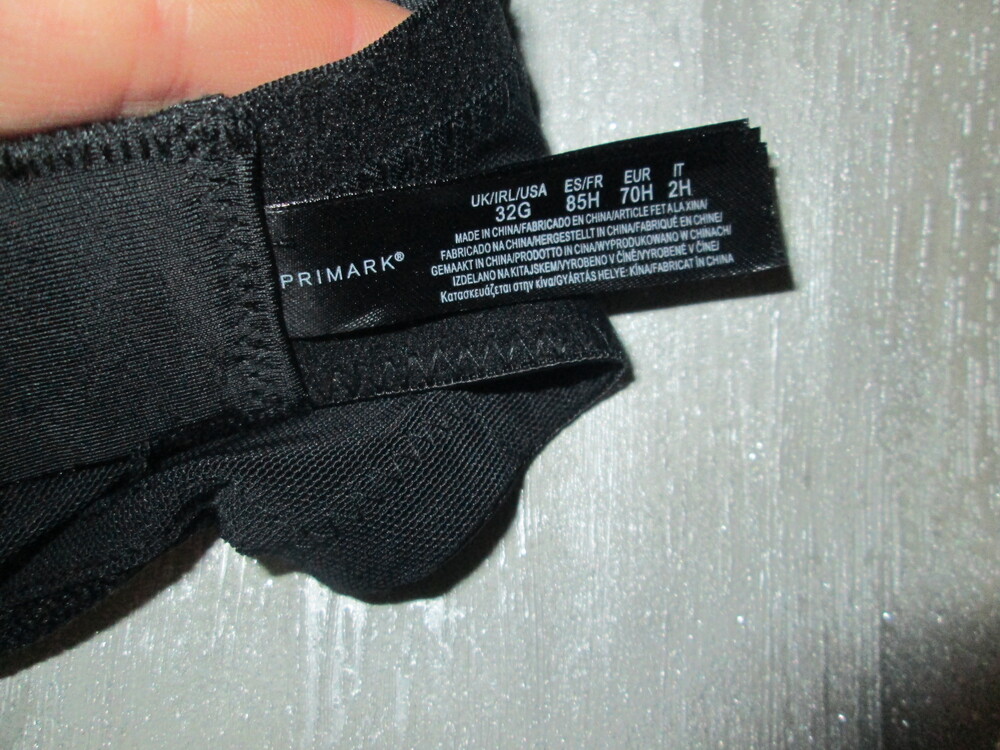 UK/IRL/USA ES/FR EUR IT
32G 85H 70H 2H
MADE IN CHINA/FABRICADO EN CHINA/ARTICLE FET A LA XINA/
FABRICADO NA CHINA/HERGESTELLT IN CHINA/FABRIQUÉ EN CHINE/
GEMAAKT IN CHINA/PRODOTTO IN CINA/WYPRODUKOWANO W CHINACH/
IZDELANO NA KITAJSKEM/VYROBENO V ČÍNĚ/VYROBENÉ V ČÍNE/
Κατασκευάζεται στην κίνα/GYÁRTÁS HELYE: KÍNA/FABRICAT ÎN CHINA
PRIMARK®